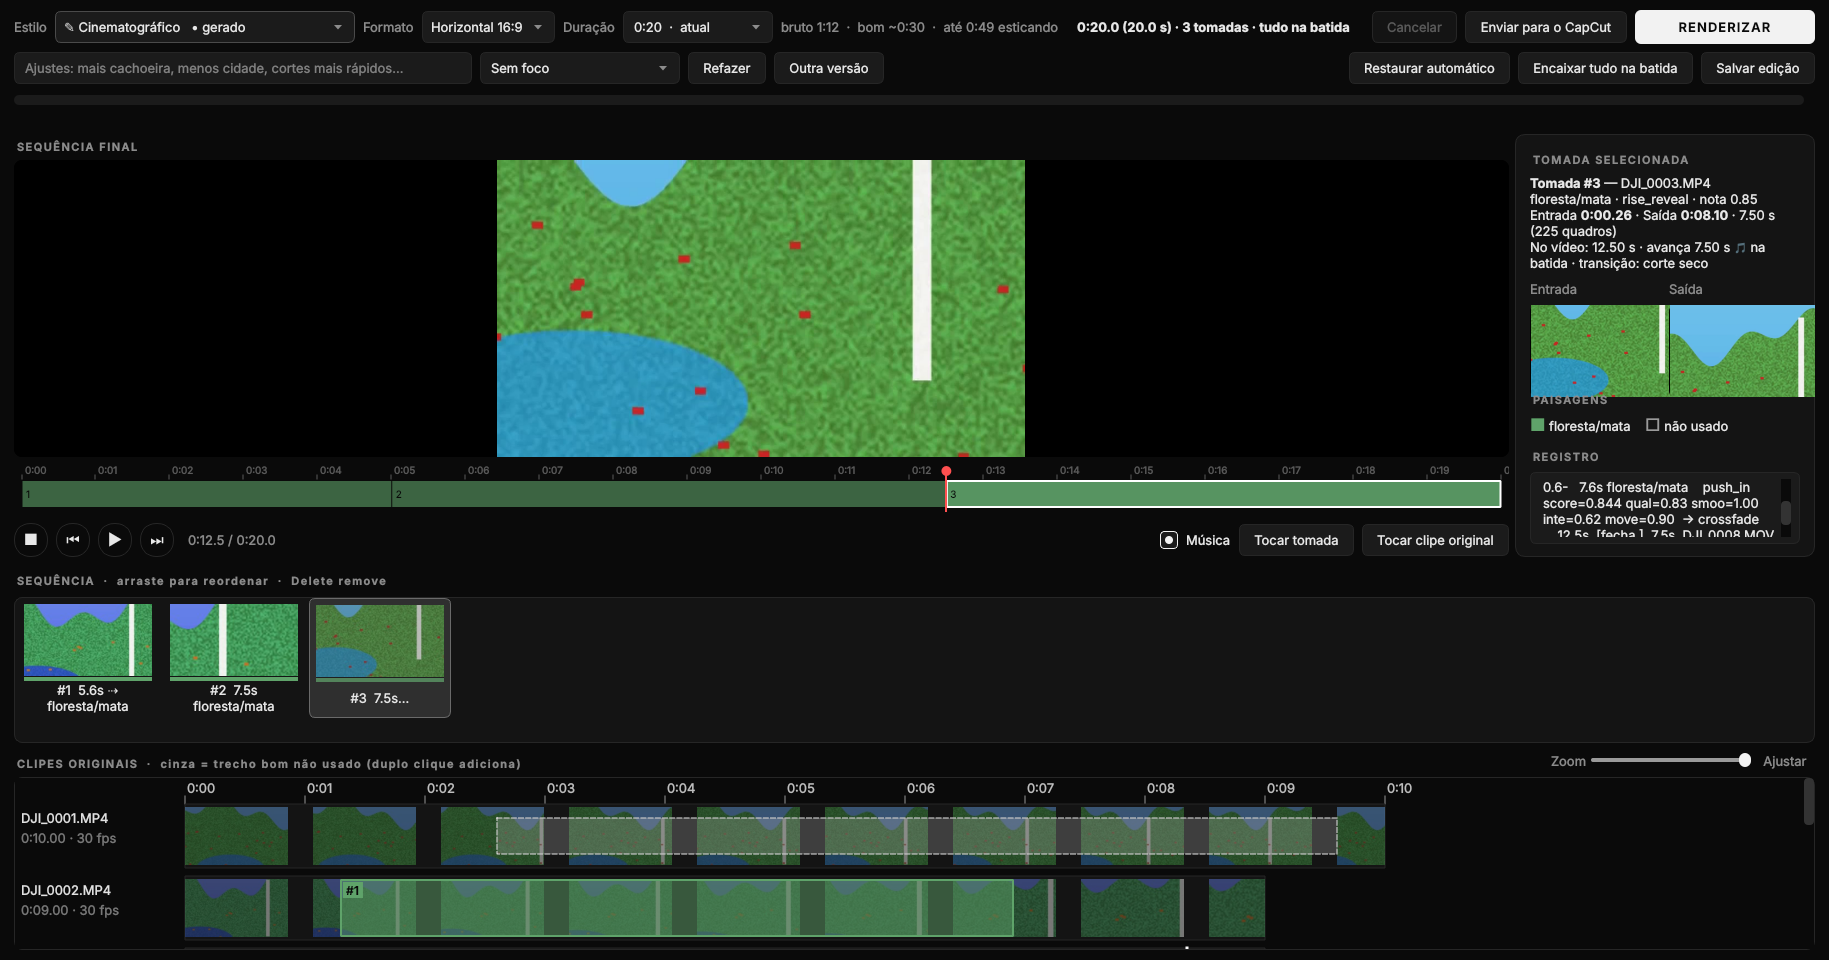 Estilo ✎ Cinematográfico • gerado Formato Horizontal 16:9 Duração 0:20 · atual bruto 1:12 · bom ~0:30 · até 0:49 esticando 0:20.0 (20.0 s) · 3 tomadas · tudo na batida Cancelar Enviar para o CapCut RENDERIZAR
Ajustes: mais cachoeira, menos cidade, cortes mais rápidos... Sem foco Refazer Outra versão Restaurar automático Encaixar tudo na batida Salvar edição
SEQUÊNCIA FINAL
0:00 0:01 0:02 0:03 0:04 0:05 0:06 0:07 0:08 0:09 0:10 0:11 0:12 0:13 0:14 0:15 0:16 0:17 0:18 0:19
1 2 3
0:12.5 / 0:20.0 Música Tocar tomada Tocar clipe original
TOMADA SELECIONADA
Tomada #3 — DJI_0003.MP4
floresta/mata · rise_reveal · nota 0.85
Entrada 0:00.26 · Saída 0:08.10 · 7.50 s
(225 quadros)
No vídeo: 12.50 s · avança 7.50 s 🎵 na
batida · transição: corte seco
Entrada Saída
PAISAGENS
floresta/mata não usado
REGISTRO
0.6- 7.6s floresta/mata push_in
score=0.844 qual=0.83 smoo=1.00
inte=0.62 move=0.90 → crossfade
12.5s [fecha ] 7.5s DJI_0008.MOV
SEQUÊNCIA · arraste para reordenar · Delete remove
#1 5.6s ⇢
floresta/mata
#2 7.5s
floresta/mata
#3 7.5s...
CLIPES ORIGINAIS · cinza = trecho bom não usado (duplo clique adiciona) Zoom Ajustar
0:00 0:01 0:02 0:03 0:04 0:05 0:06 0:07 0:08 0:09 0:10
DJI_0001.MP4
0:10.00 · 30 fps
DJI_0002.MP4 #1
0:09.00 · 30 fps